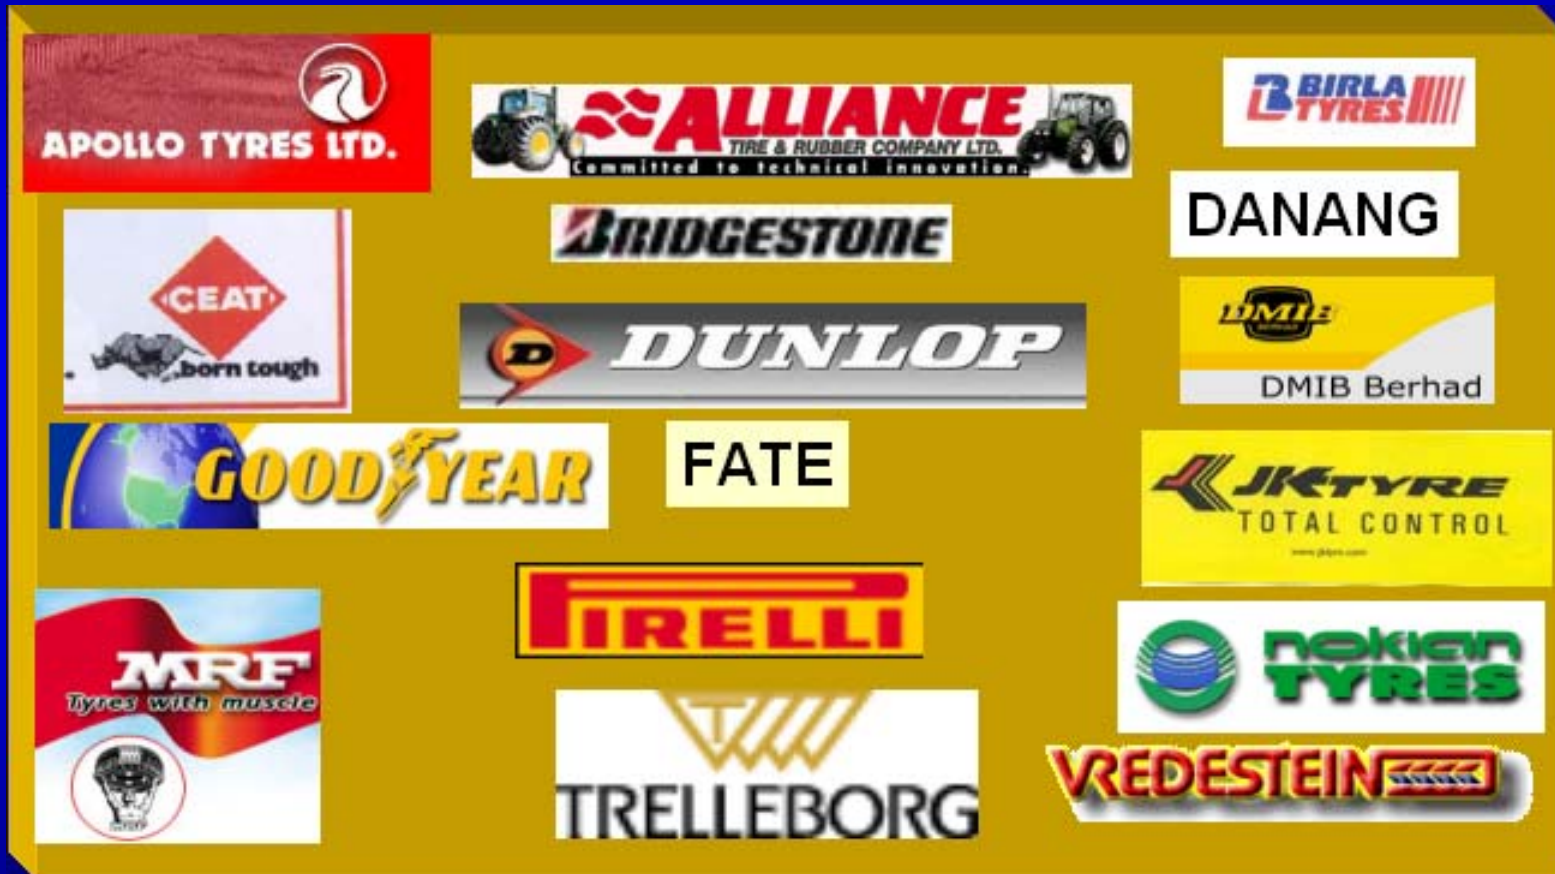 APOLLO TYRES LTD.
ALLIANCE
TIRE & RUBBER COMPANY LTD.
Committed to technical innovation.
BIRLA
TYRES
DANANG
BRIDGESTONE
CEAT
born tough
D DUNLOP
DMIB
BERHAD
DMIB Berhad
GOODYEAR
FATE
JK TYRE
TOTAL CONTROL
PIRELLI
MRF
Tyres with muscle
MRF
nokian
TYRES
T
TRELLEBORG
VREDESTEIN